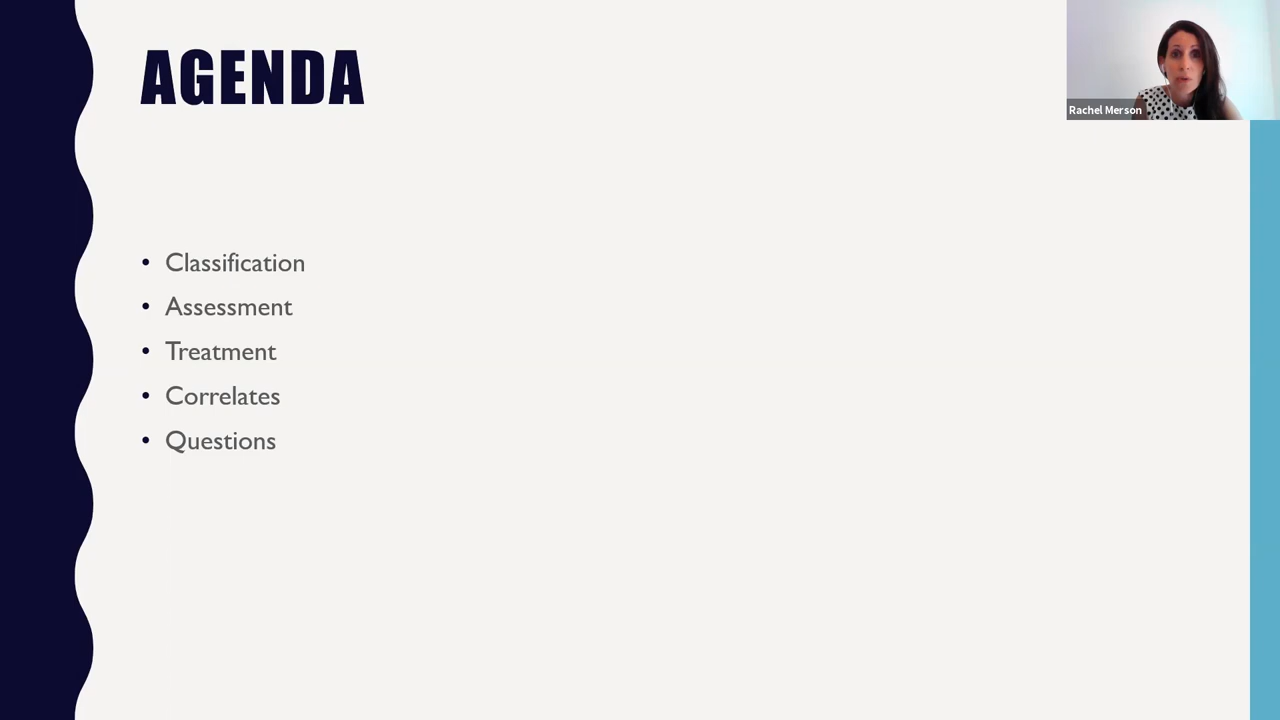 AGENDA
Rachel Merson
• Classification
• Assessment
• Treatment
• Correlates
• Questions